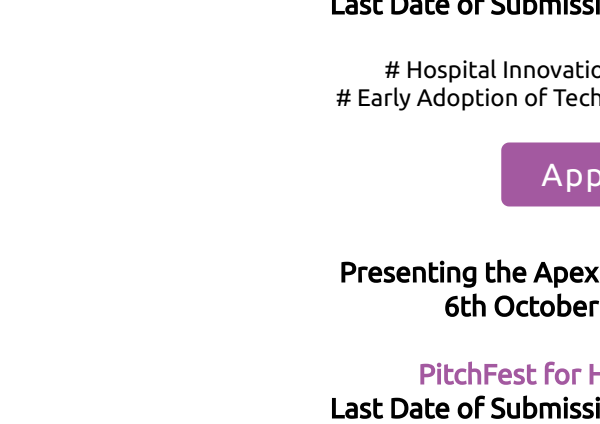 Last Date of Submissi
# Hospital Innovatio
# Early Adoption of Tech
App
Presenting the Apex
6th October
PitchFest for H
Last Date of Submissi